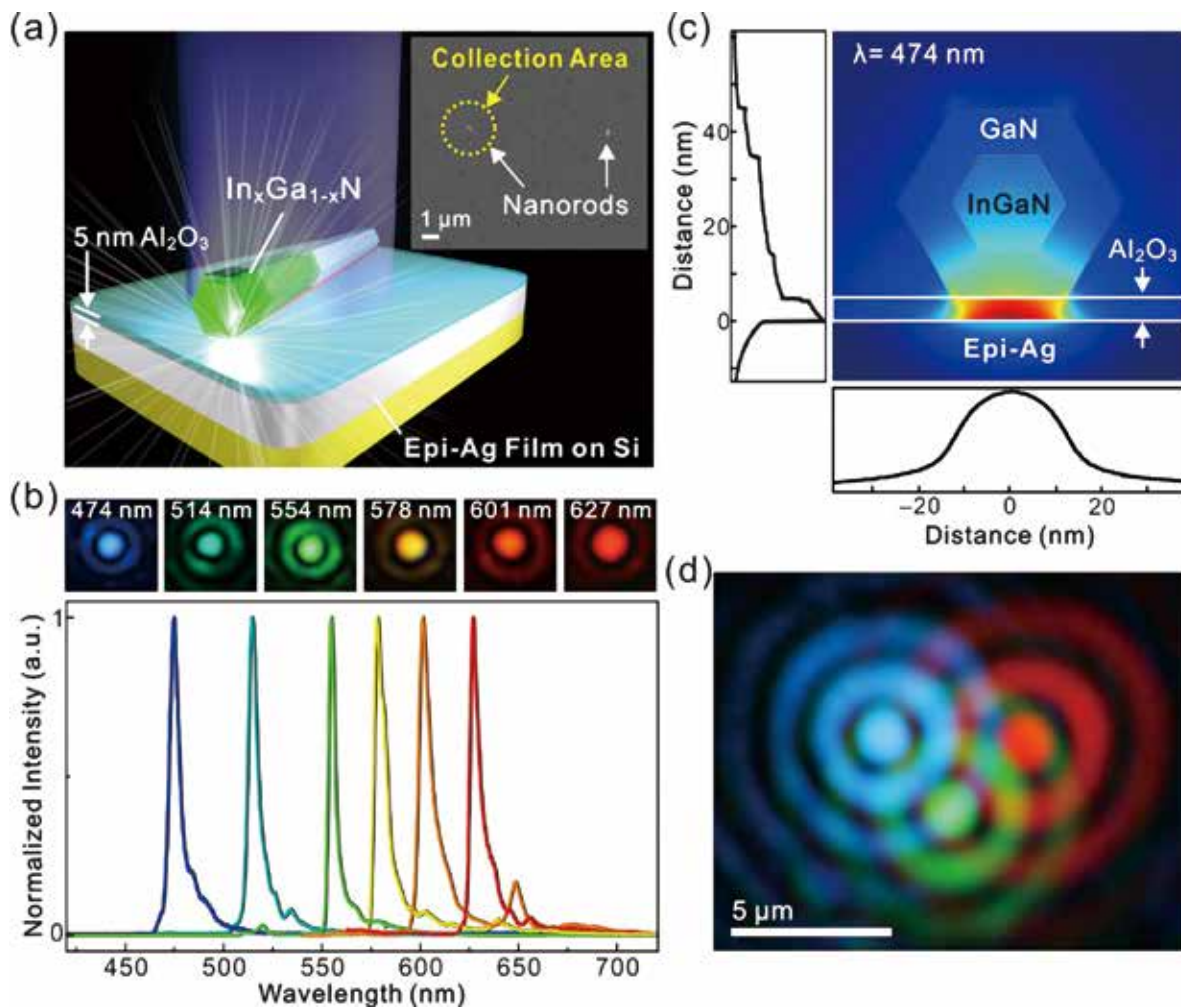 (a)
Collection Area
Nanorods
1 μm
InₓGa₁₋ₓN
5 nm Al₂O₃
Epi-Ag Film on Si
(b)
474 nm
514 nm
554 nm
578 nm
601 nm
627 nm
Normalized Intensity (a.u.)
1
0
450
500
550
600
650
700
Wavelength (nm)
(c)
λ= 474 nm
Distance (nm)
40
20
0
GaN
InGaN
Al₂O₃
Epi-Ag
−20
0
20
Distance (nm)
(d)
5 μm